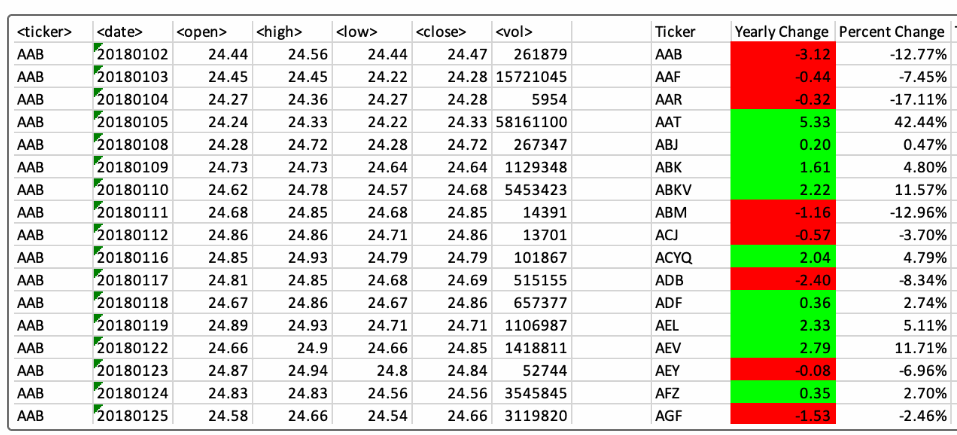 <ticker> <date> <open> <high> <low> <close> <vol> Ticker Yearly Change Percent Change
AAB 20180102 24.44 24.56 24.44 24.47 261879 AAB -3.12 -12.77%
AAB 20180103 24.45 24.45 24.22 24.28 15721045 AAF -0.44 -7.45%
AAB 20180104 24.27 24.36 24.27 24.28 5954 AAR -0.32 -17.11%
AAB 20180105 24.24 24.33 24.22 24.33 58161100 AAT 5.33 42.44%
AAB 20180108 24.28 24.72 24.28 24.72 267347 ABJ 0.20 0.47%
AAB 20180109 24.73 24.73 24.64 24.64 1129348 ABK 1.61 4.80%
AAB 20180110 24.62 24.78 24.57 24.68 5453423 ABKV 2.22 11.57%
AAB 20180111 24.68 24.85 24.68 24.85 14391 ABM -1.16 -12.96%
AAB 20180112 24.86 24.86 24.71 24.86 13701 ACJ -0.57 -3.70%
AAB 20180116 24.85 24.93 24.79 24.79 101867 ACYQ 2.04 4.79%
AAB 20180117 24.81 24.85 24.68 24.69 515155 ADB -2.40 -8.34%
AAB 20180118 24.67 24.86 24.67 24.86 657377 ADF 0.36 2.74%
AAB 20180119 24.89 24.93 24.71 24.71 1106987 AEL 2.33 5.11%
AAB 20180122 24.66 24.9 24.66 24.85 1418811 AEV 2.79 11.71%
AAB 20180123 24.87 24.94 24.8 24.84 52744 AEY -0.08 -6.96%
AAB 20180124 24.83 24.83 24.56 24.56 3545845 AFZ 0.35 2.70%
AAB 20180125 24.58 24.66 24.54 24.66 3119820 AGF -1.53 -2.46%